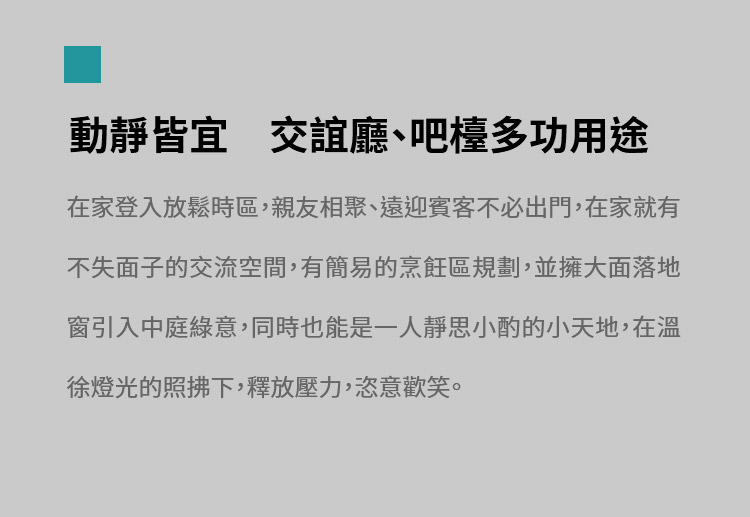 動靜皆宜　交誼廳、吧檯多功用途
在家登入放鬆時區，親友相聚、遠迎賓客不必出門，在家就有
不失面子的交流空間，有簡易的烹飪區規劃，並擁大面落地
窗引入中庭綠意，同時也能是一人靜思小酌的小天地，在溫
徐燈光的照拂下，釋放壓力，恣意歡笑。